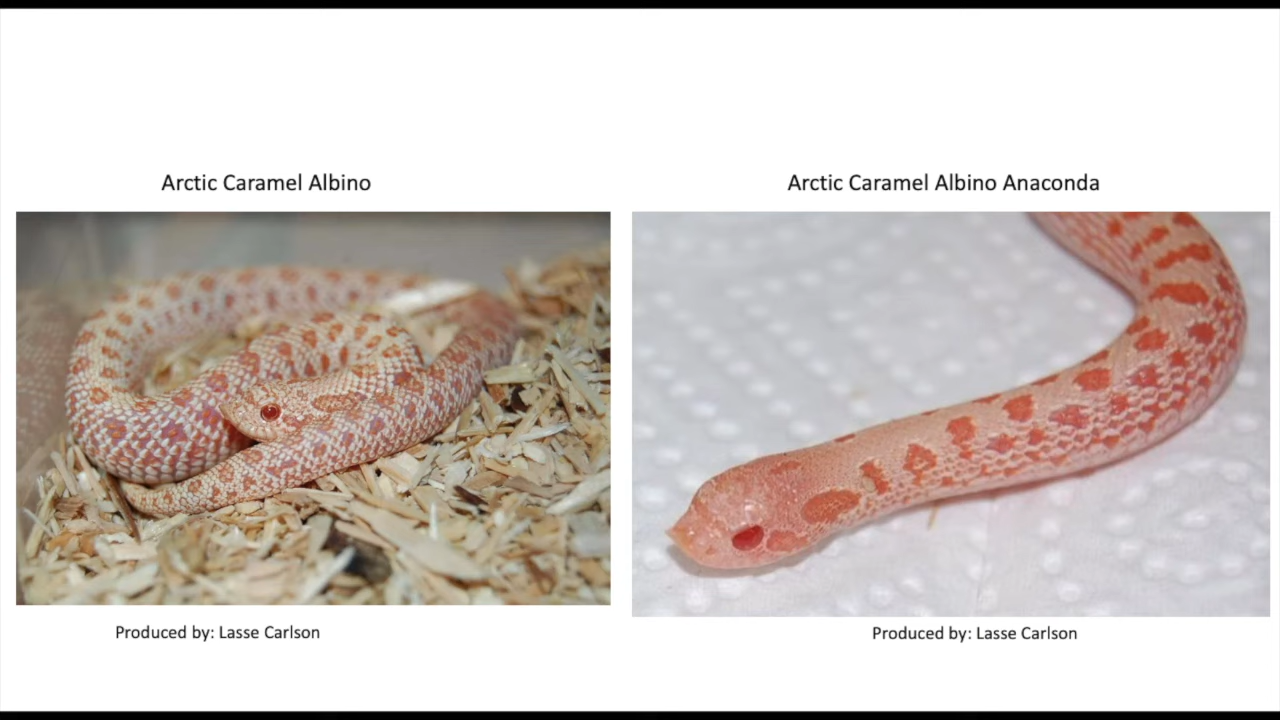 Arctic Caramel Albino
Arctic Caramel Albino Anaconda
Produced by: Lasse Carlson
Produced by: Lasse Carlson